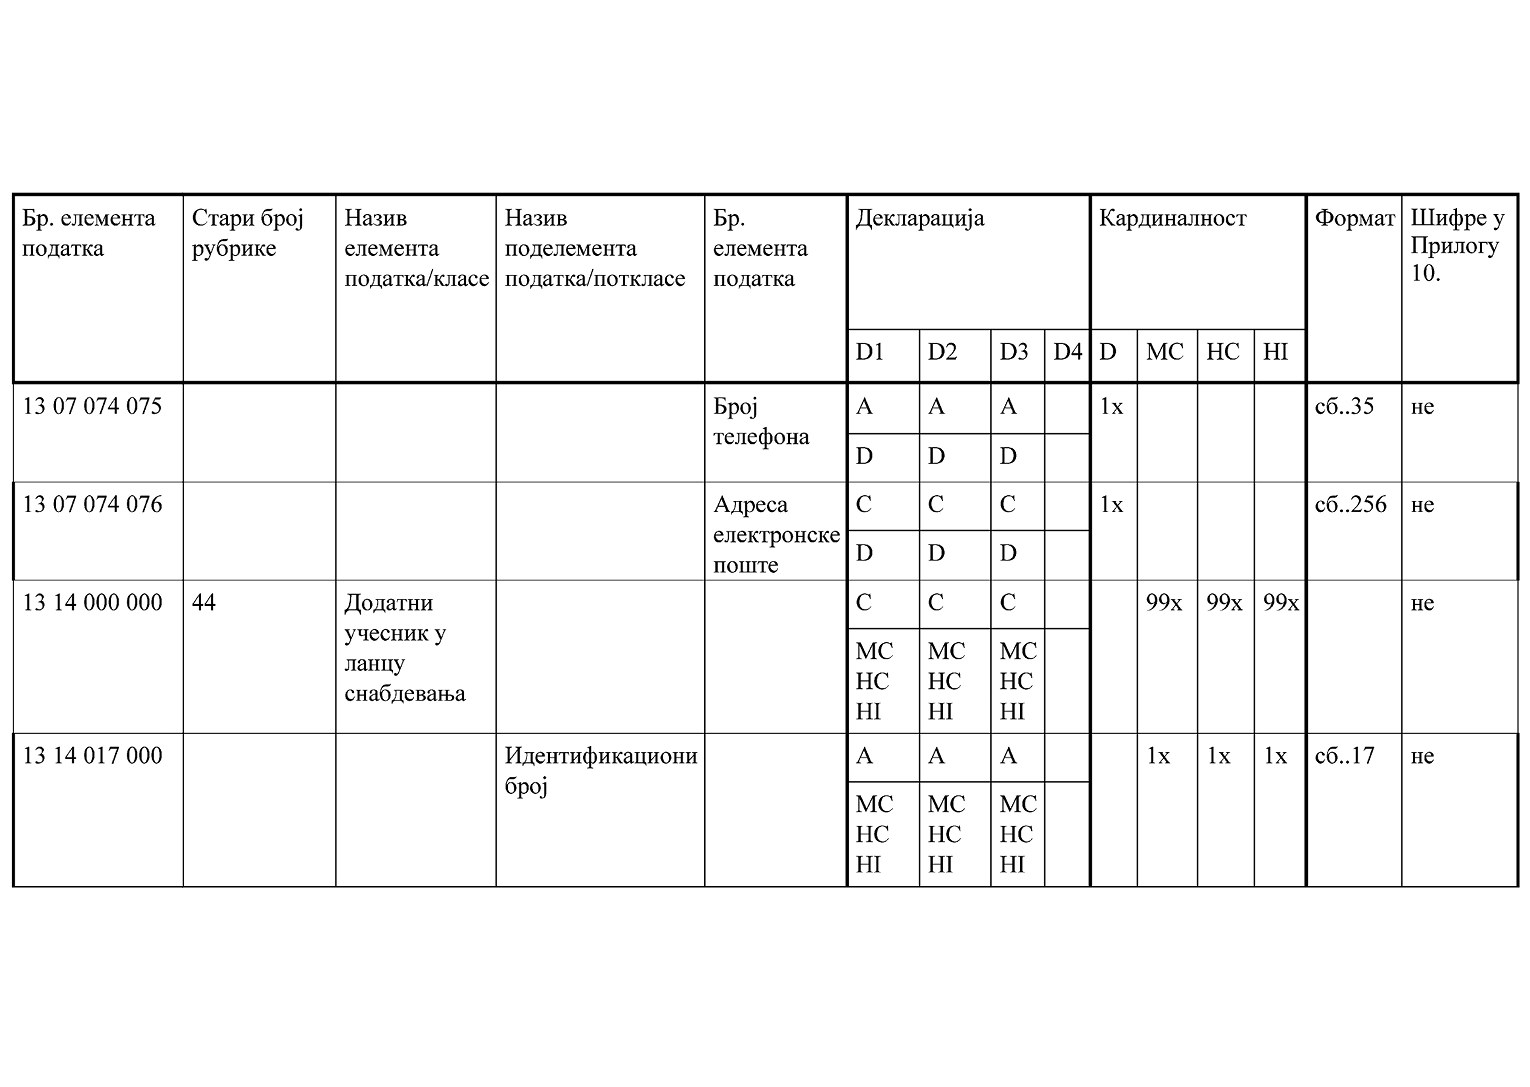 Бр. елемента податка | Стари број рубрике | Назив елемента податка/класе | Назив поделемента податка/поткласе | Бр. елемента податка | Декларација | Кардиналност | Формат | Шифре у Прилогу 10.
D1 | D2 | D3 | D4 | D | MC | HC | HI
13 07 074 075 | Број телефона | A | A | A | 1x | сб..35 | не
D | D | D
13 07 074 076 | Адреса електронске поште | C | C | C | 1x | сб..256 | не
D | D | D
13 14 000 000 | 44 | Додатни учесник у ланцу снабдевања | C | C | C | 99x | 99x | 99x | не
MC HC HI | MC HC HI | MC HC HI
13 14 017 000 | Идентификациони број | A | A | A | 1x | 1x | 1x | сб..17 | не
MC HC HI | MC HC HI | MC HC HI